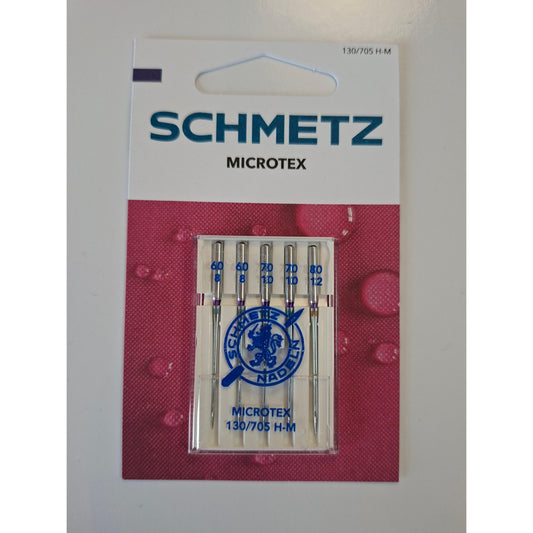 130/705 H-M
SCHMETZ
MICROTEX
60 60 70 70 80
8 8 10 10 12
SCHMETZ
NADELN
MICROTEX
130/705 H-M